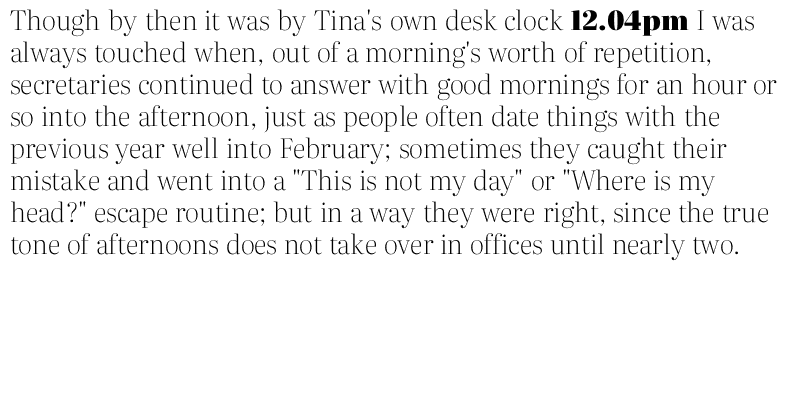 Though by then it was by Tina's own desk clock 12.04pm I was
always touched when, out of a morning's worth of repetition,
secretaries continued to answer with good mornings for an hour or
so into the afternoon, just as people often date things with the
previous year well into February; sometimes they caught their
mistake and went into a "This is not my day" or "Where is my
head?" escape routine; but in a way they were right, since the true
tone of afternoons does not take over in offices until nearly two.